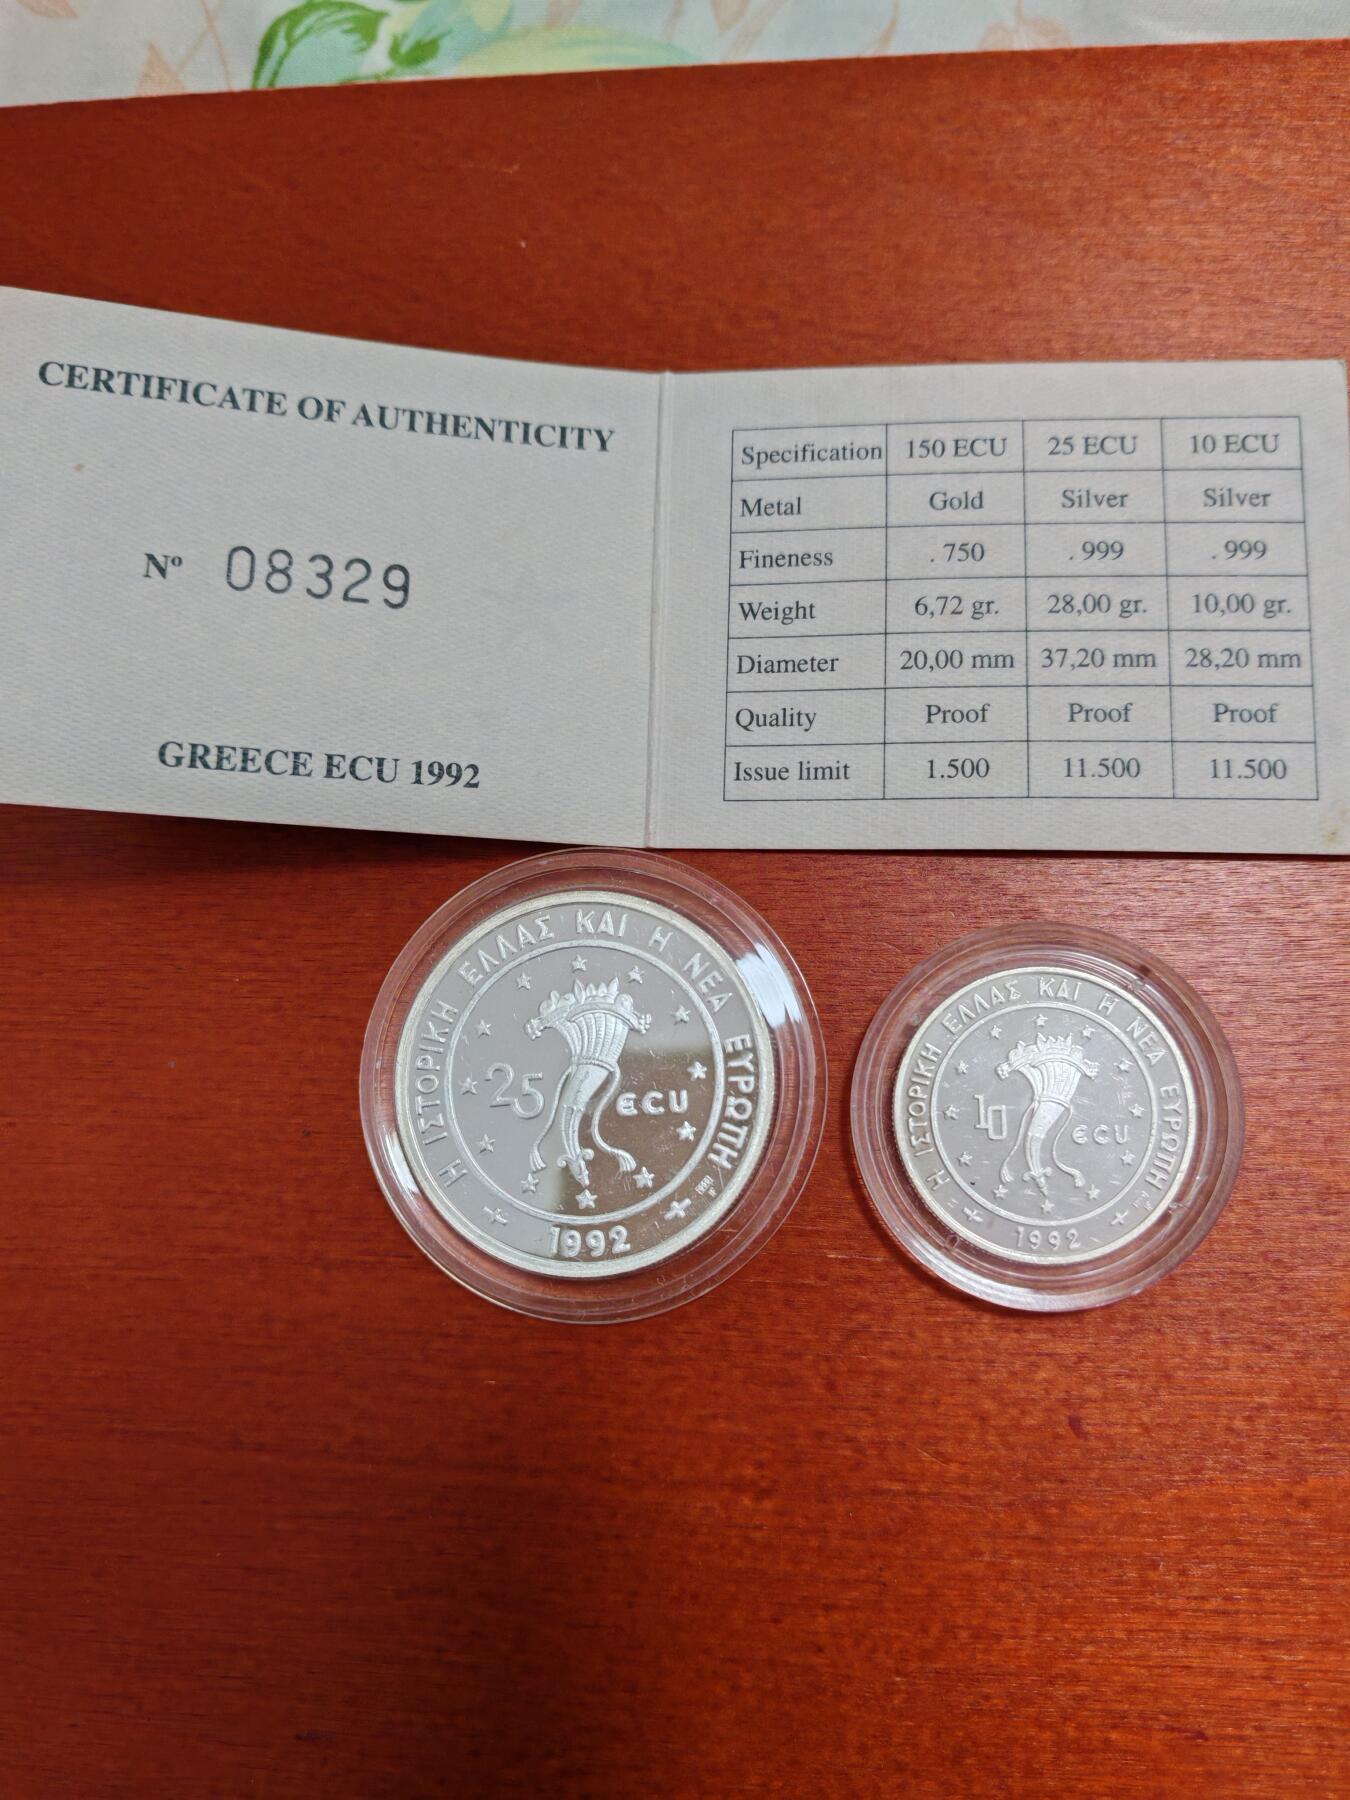 CERTIFICATE OF AUTHENTICITY
Nº 08329
GREECE ECU 1992
Specification 150 ECU 25 ECU 10 ECU
Metal Gold Silver Silver
Fineness .750 .999 .999
Weight 6,72 gr. 28,00 gr. 10,00 gr.
Diameter 20,00 mm 37,20 mm 28,20 mm
Quality Proof Proof Proof
Issue limit 1.500 11.500 11.500
Η ΙΣΤΟΡΙΚΗ ΕΛΛΑΣ ΚΑΙ Η ΝΕΑ ΕΥΡΩΠΗ
25 ECU
1992
Η ΙΣΤΟΡΙΚΗ ΕΛΛΑΣ ΚΑΙ Η ΝΕΑ ΕΥΡΩΠΗ
10 ECU
1992